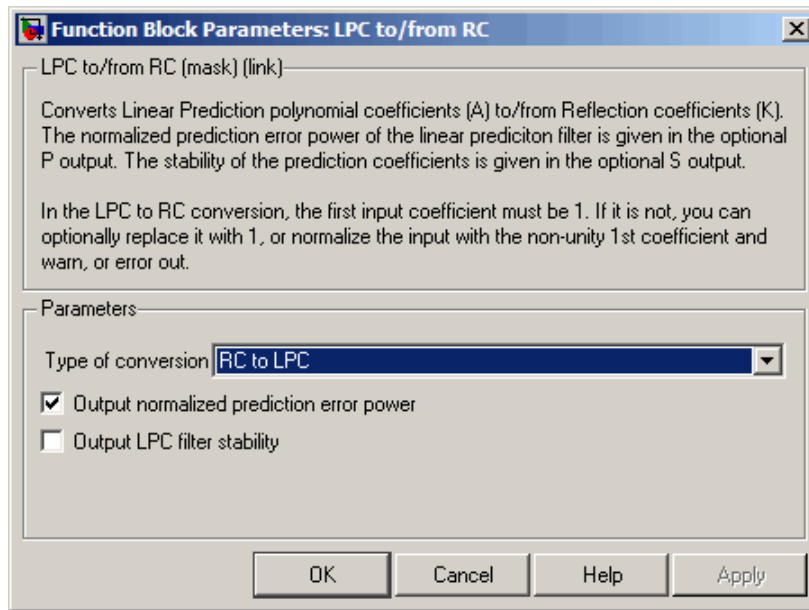 Function Block Parameters: LPC to/from RC
LPC to/from RC (mask) (link)
Converts Linear Prediction polynomial coefficients (A) to/from Reflection coefficients (K).
The normalized prediction error power of the linear prediciton filter is given in the optional
P output. The stability of the prediction coefficients is given in the optional S output.
In the LPC to RC conversion, the first input coefficient must be 1. If it is not, you can
optionally replace it with 1, or normalize the input with the non-unity 1st coefficient and
warn, or error out.
Parameters
Type of conversion RC to LPC
Output normalized prediction error power
Output LPC filter stability
OK Cancel Help Apply